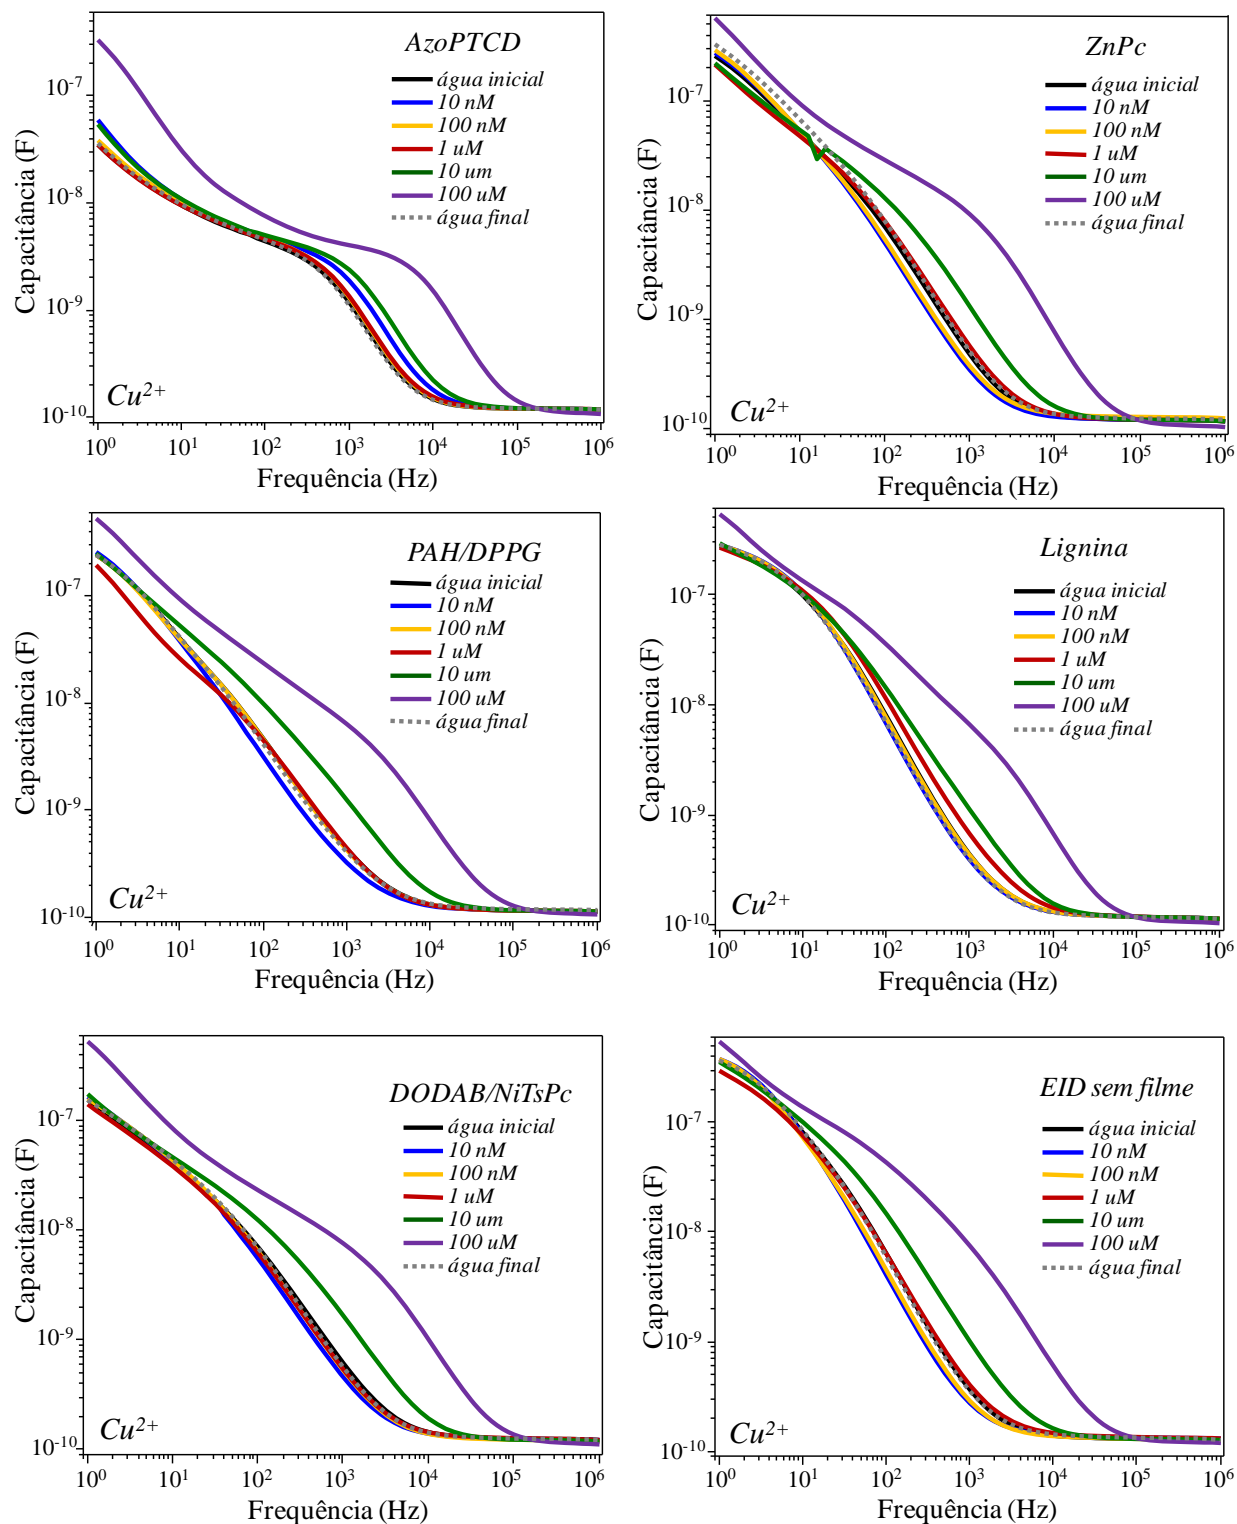 AzoPTCD
água inicial
10 nM
100 nM
1 uM
10 um
100 uM
água final
Capacitância (F)
10⁻⁷
10⁻⁸
10⁻⁹
10⁻¹⁰
Cu²⁺
10⁰ 10¹ 10² 10³ 10⁴ 10⁵ 10⁶
Frequência (Hz)
ZnPc
água inicial
10 nM
100 nM
1 uM
10 um
100 uM
água final
Capacitância (F)
10⁻⁷
10⁻⁸
10⁻⁹
10⁻¹⁰
Cu²⁺
10⁰ 10¹ 10² 10³ 10⁴ 10⁵ 10⁶
Frequência (Hz)
PAH/DPPG
água inicial
10 nM
100 nM
1 uM
10 um
100 uM
água final
Capacitância (F)
10⁻⁷
10⁻⁸
10⁻⁹
10⁻¹⁰
Cu²⁺
10⁰ 10¹ 10² 10³ 10⁴ 10⁵ 10⁶
Frequência (Hz)
Lignina
água inicial
10 nM
100 nM
1 uM
10 um
100 uM
água final
Capacitância (F)
10⁻⁷
10⁻⁸
10⁻⁹
10⁻¹⁰
Cu²⁺
10⁰ 10¹ 10² 10³ 10⁴ 10⁵ 10⁶
Frequência (Hz)
DODAB/NiTsPc
água inicial
10 nM
100 nM
1 uM
10 um
100 uM
água final
Capacitância (F)
10⁻⁷
10⁻⁸
10⁻⁹
10⁻¹⁰
Cu²⁺
10⁰ 10¹ 10² 10³ 10⁴ 10⁵ 10⁶
Frequência (Hz)
EID sem filme
água inicial
10 nM
100 nM
1 uM
10 um
100 uM
água final
Capacitância (F)
10⁻⁷
10⁻⁸
10⁻⁹
10⁻¹⁰
Cu²⁺
10⁰ 10¹ 10² 10³ 10⁴ 10⁵ 10⁶
Frequência (Hz)